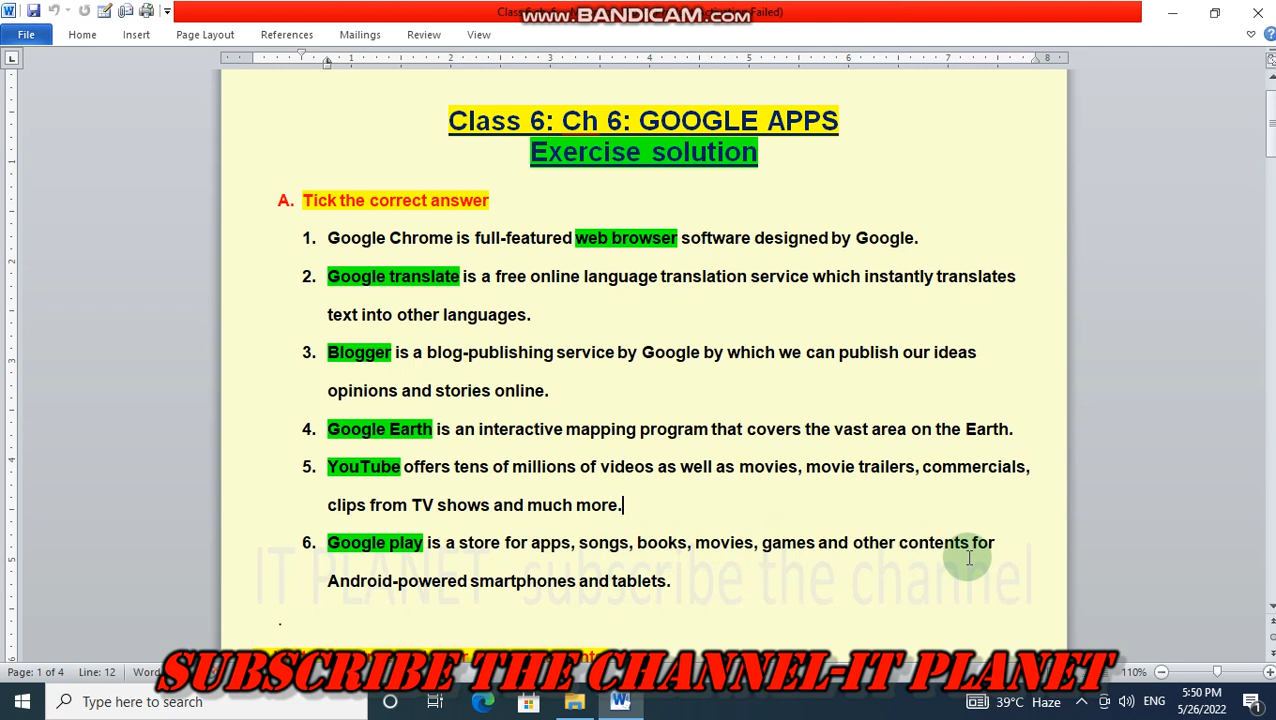 www.BANDICAM.com
File Home Insert Page Layout References Mailings Review View
Class 6: Ch 6: GOOGLE APPS
Exercise solution
A. Tick the correct answer
1. Google Chrome is full-featured web browser software designed by Google.
2. Google translate is a free online language translation service which instantly translates
text into other languages.
3. Blogger is a blog-publishing service by Google by which we can publish our ideas
opinions and stories online.
4. Google Earth is an interactive mapping program that covers the vast area on the Earth.
5. YouTube offers tens of millions of videos as well as movies, movie trailers, commercials,
clips from TV shows and much more.
6. Google play is a store for apps, songs, books, movies, games and other contents for
Android-powered smartphones and tablets.
IT PLANET subscribe the channel
SUBSCRIBE THE CHANNEL-IT PLANET
Page: 1 of 4 Line: 12 110%
Type here to search 39°C Haze ENG 5:50 PM
5/26/2022